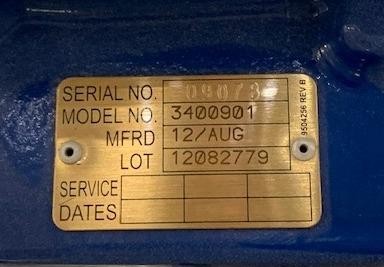 SERIAL NO.
MODEL NO. 3400901
MFRD 12/AUG
LOT 12082779
SERVICE
DATES
9504256 REV B